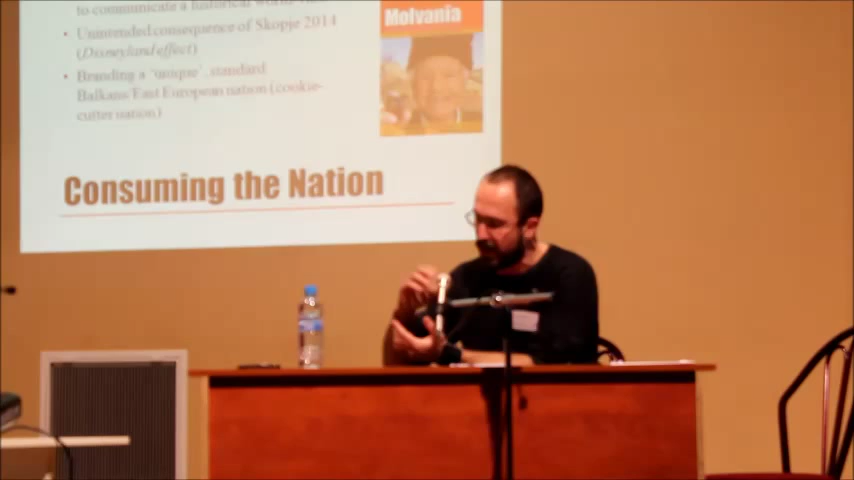 to communicate a historical
• Unintended consequence of Skopje 2014
(Disneyland effect)
• Branding a 'unique', standard
Balkans/East European nation (cookie-
cutter nation)
Molvania
Consuming the Nation